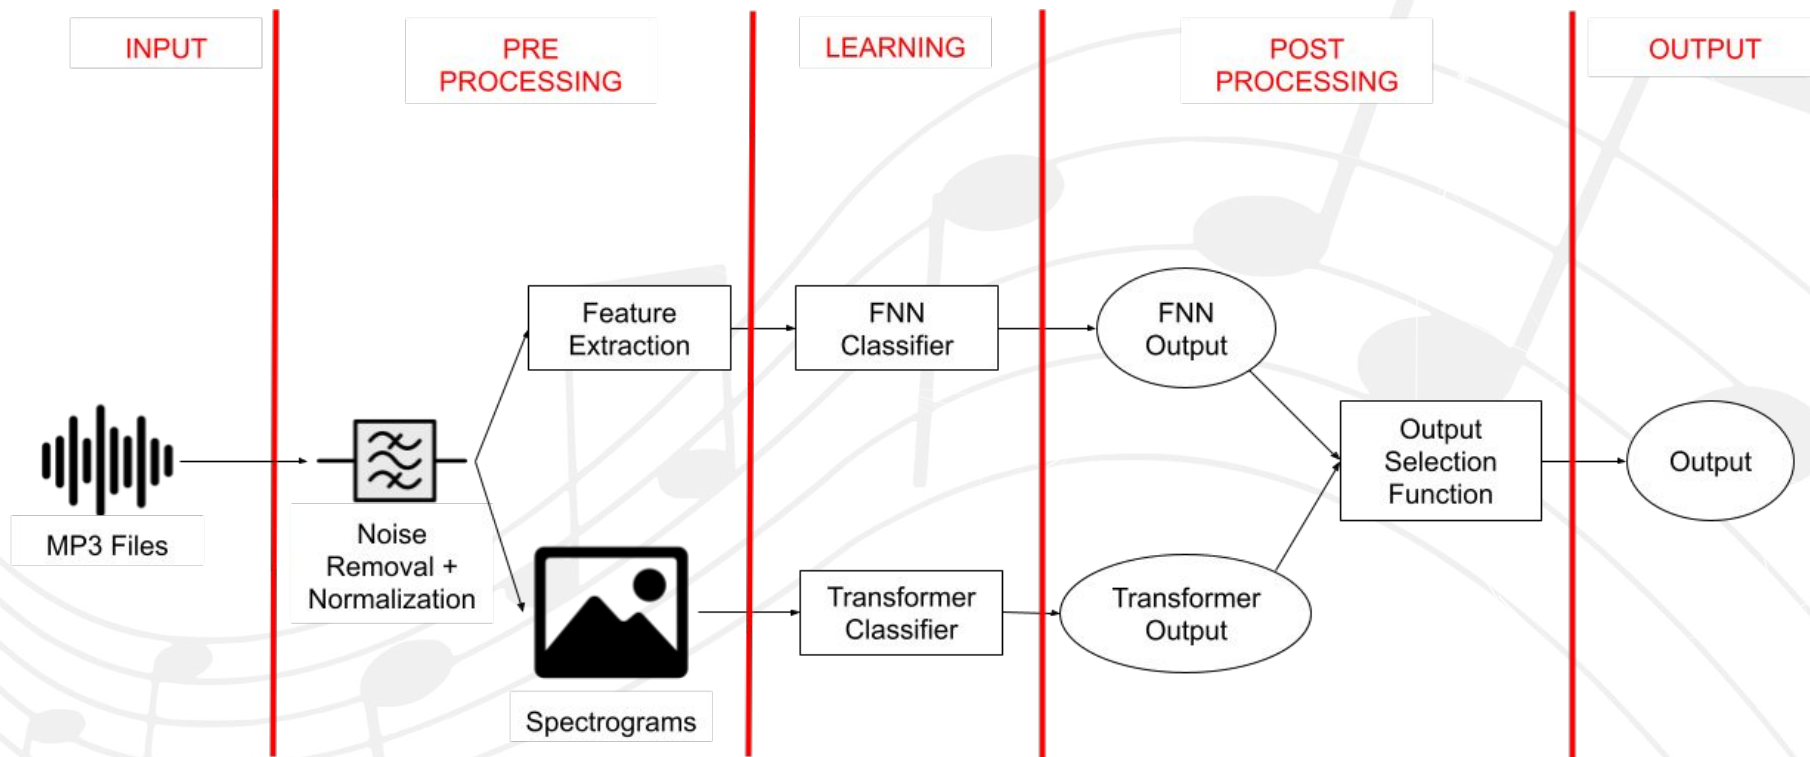 INPUT
PRE
PROCESSING
LEARNING
POST
PROCESSING
OUTPUT
Feature
Extraction
FNN
Classifier
FNN
Output
MP3 Files
Noise
Removal +
Normalization
Output
Selection
Function
Output
Transformer
Classifier
Transformer
Output
Spectrograms